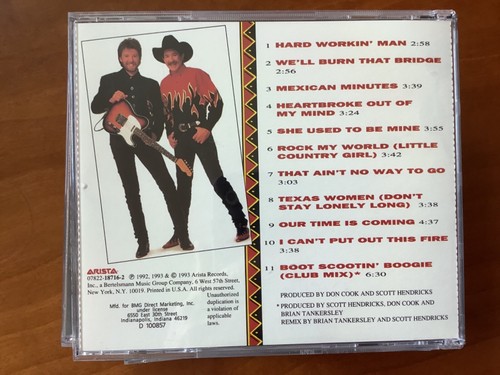 1 HARD WORKIN' MAN 2:58
2 WE'LL BURN THAT BRIDGE
2:56
3 MEXICAN MINUTES 3:39
4 HEARTBROKE OUT OF
MY MIND 3:24
5 SHE USED TO BE MINE 3:55
6 ROCK MY WORLD (LITTLE
COUNTRY GIRL) 3:42
7 THAT AIN'T NO WAY TO GO
3:03
8 TEXAS WOMEN (DON'T
STAY LONELY LONG) 3:38
9 OUR TIME IS COMING 4:37
10 I CAN'T PUT OUT THIS FIRE
3:38
11 BOOT SCOOTIN' BOOGIE
(CLUB MIX)* 6:30
PRODUCED BY DON COOK AND SCOTT HENDRICKS
*PRODUCED BY SCOTT HENDRICKS, DON COOK AND
BRIAN TANKERSLEY
REMIX BY BRIAN TANKERSLEY AND SCOTT HENDRICKS
ARISTA
07822-18716-2 ℗ 1992, 1993 & © 1993 Arista Records,
Inc., a Bertelsmann Music Group Company, 6 West 57th Street,
New York, N.Y. 10019. Printed in U.S.A. All rights reserved.
Unauthorized
duplication is
a violation of
applicable
laws.
Mfd. for BMG Direct Marketing, Inc.
under license
6550 East 30th Street
Indianapolis, Indiana 46219
D 100857